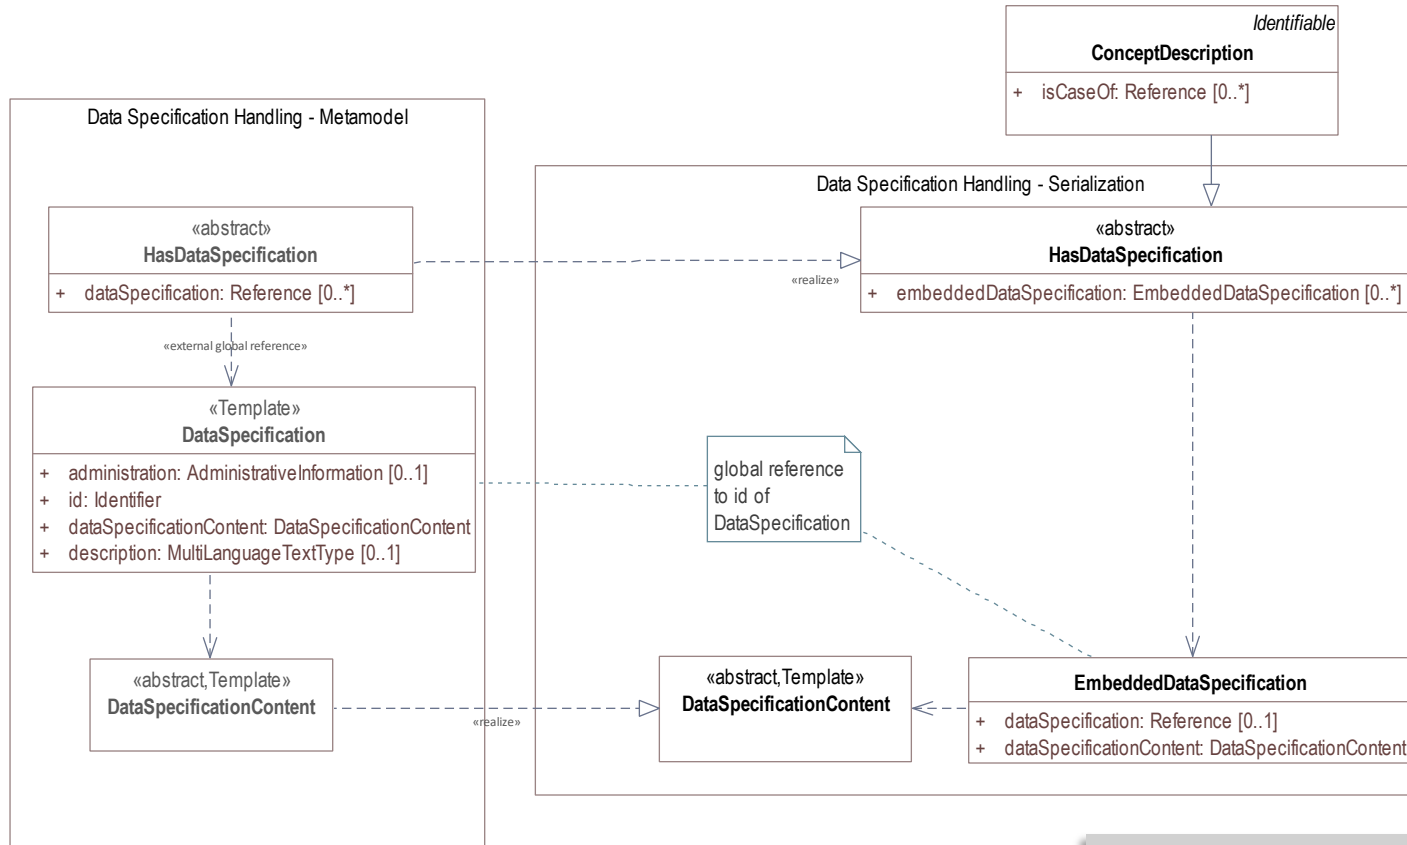 Identifiable
ConceptDescription
+ isCaseOf: Reference [0..*]
Data Specification Handling - Metamodel
Data Specification Handling - Serialization
«abstract»
HasDataSpecification
+ dataSpecification: Reference [0..*]
«realize»
«abstract»
HasDataSpecification
+ embeddedDataSpecification: EmbeddedDataSpecification [0..*]
«external global reference»
«Template»
DataSpecification
+ administration: AdministrativeInformation [0..1]
+ id: Identifier
+ dataSpecificationContent: DataSpecificationContent
+ description: MultiLanguageTextType [0..1]
global reference
to id of
DataSpecification
«abstract,Template»
DataSpecificationContent
«realize»
«abstract,Template»
DataSpecificationContent
EmbeddedDataSpecification
+ dataSpecification: Reference [0..1]
+ dataSpecificationContent: DataSpecificationContent